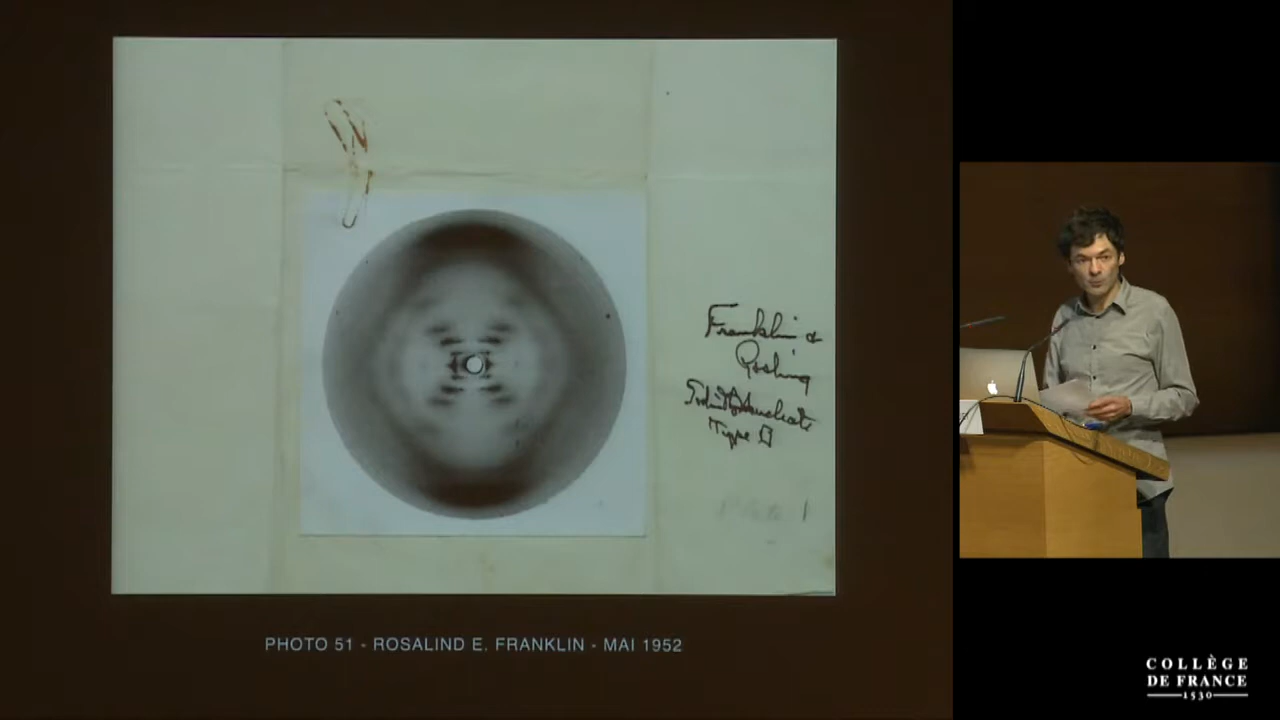 Franklin &
Gosling
Type B
PHOTO 51 - ROSALIND E. FRANKLIN - MAI 1952
COLLÈGE
DE FRANCE
1530